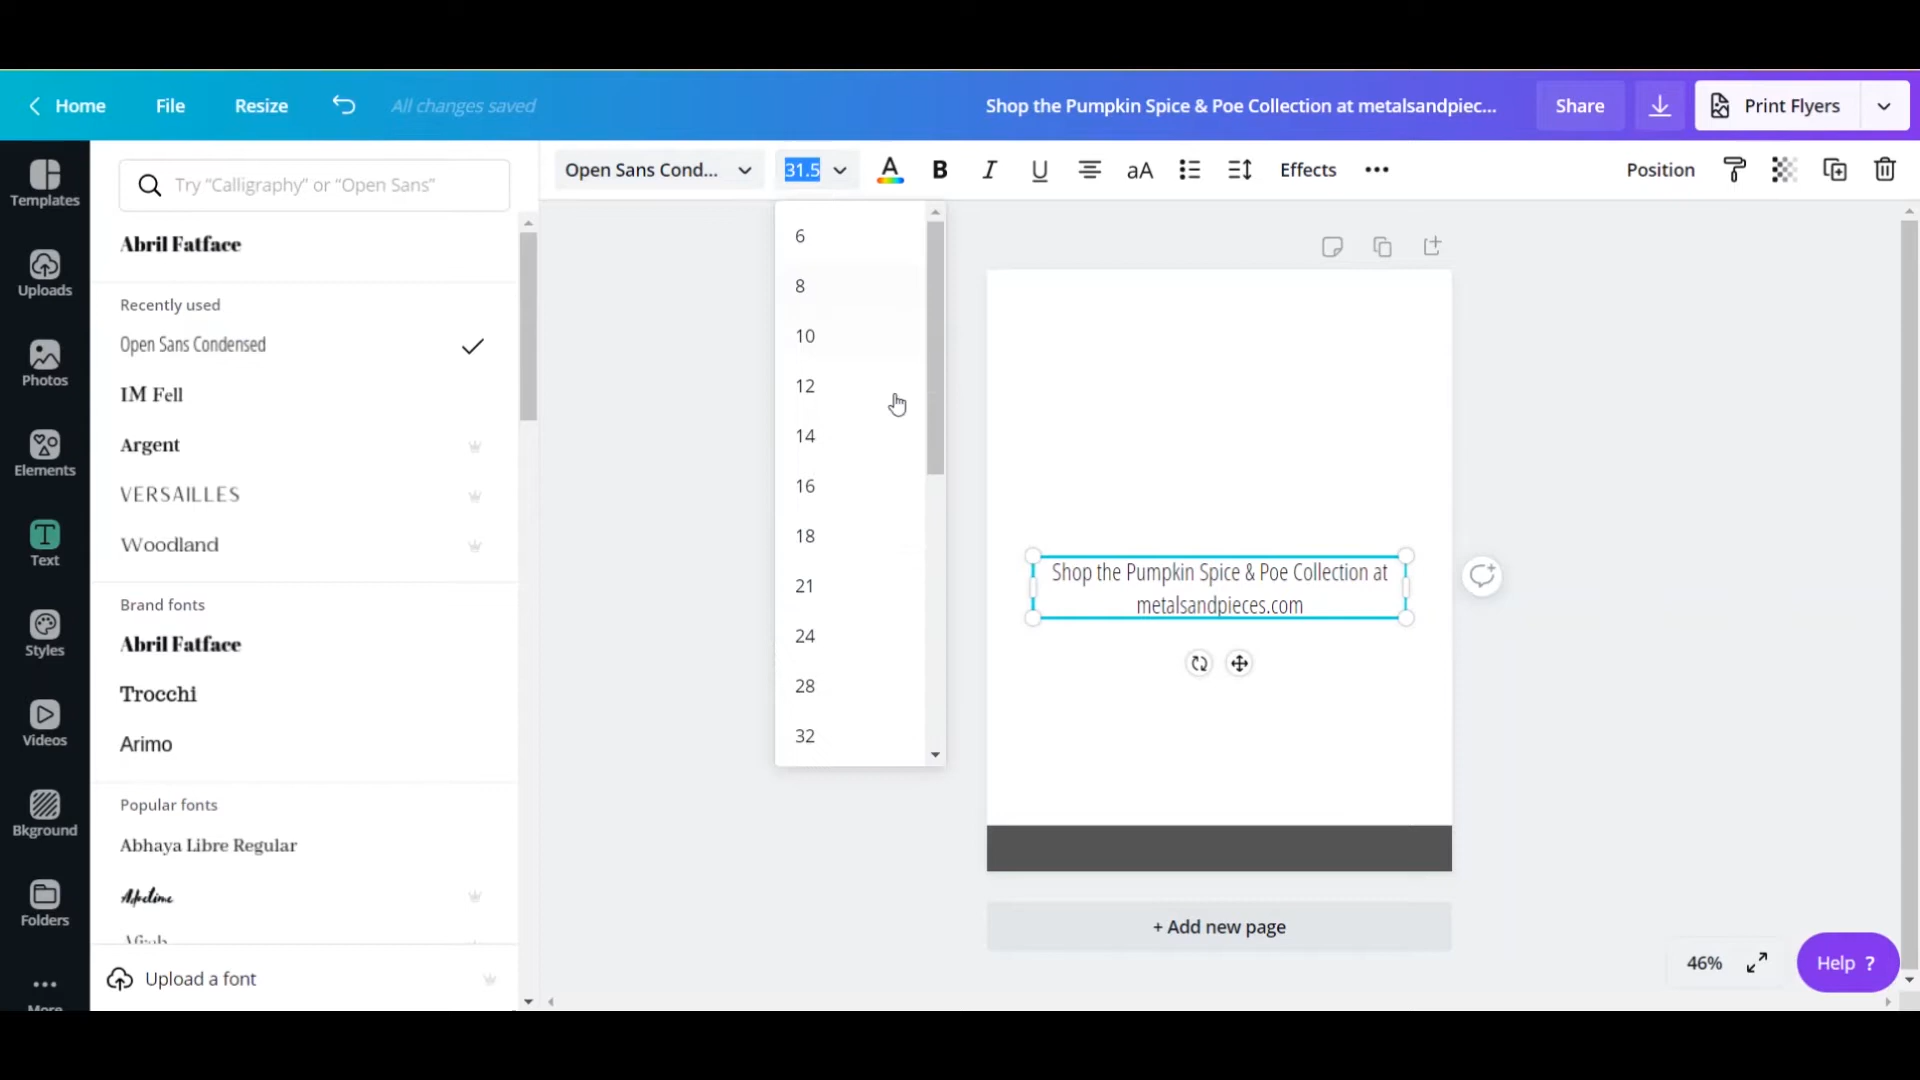 Home
File
Resize
All changes saved
Shop the Pumpkin Spice & Poe Collection at metalsandpiec...
Share
Print Flyers
Templates
Uploads
Photos
Elements
Text
Styles
Videos
Bkground
Folders
More
Try “Calligraphy” or “Open Sans”
Abril Fatface
Recently used
Open Sans Condensed
IM Fell
Argent
VERSAILLES
Woodland
Brand fonts
Abril Fatface
Trocchi
Arimo
Popular fonts
Abhaya Libre Regular
Upload a font
Open Sans Cond...
31.5
A
B
I
U
aA
Effects
Position
6
8
10
12
14
16
18
21
24
28
32
Shop the Pumpkin Spice & Poe Collection at
metalsandpieces.com
+ Add new page
46%
Help ?